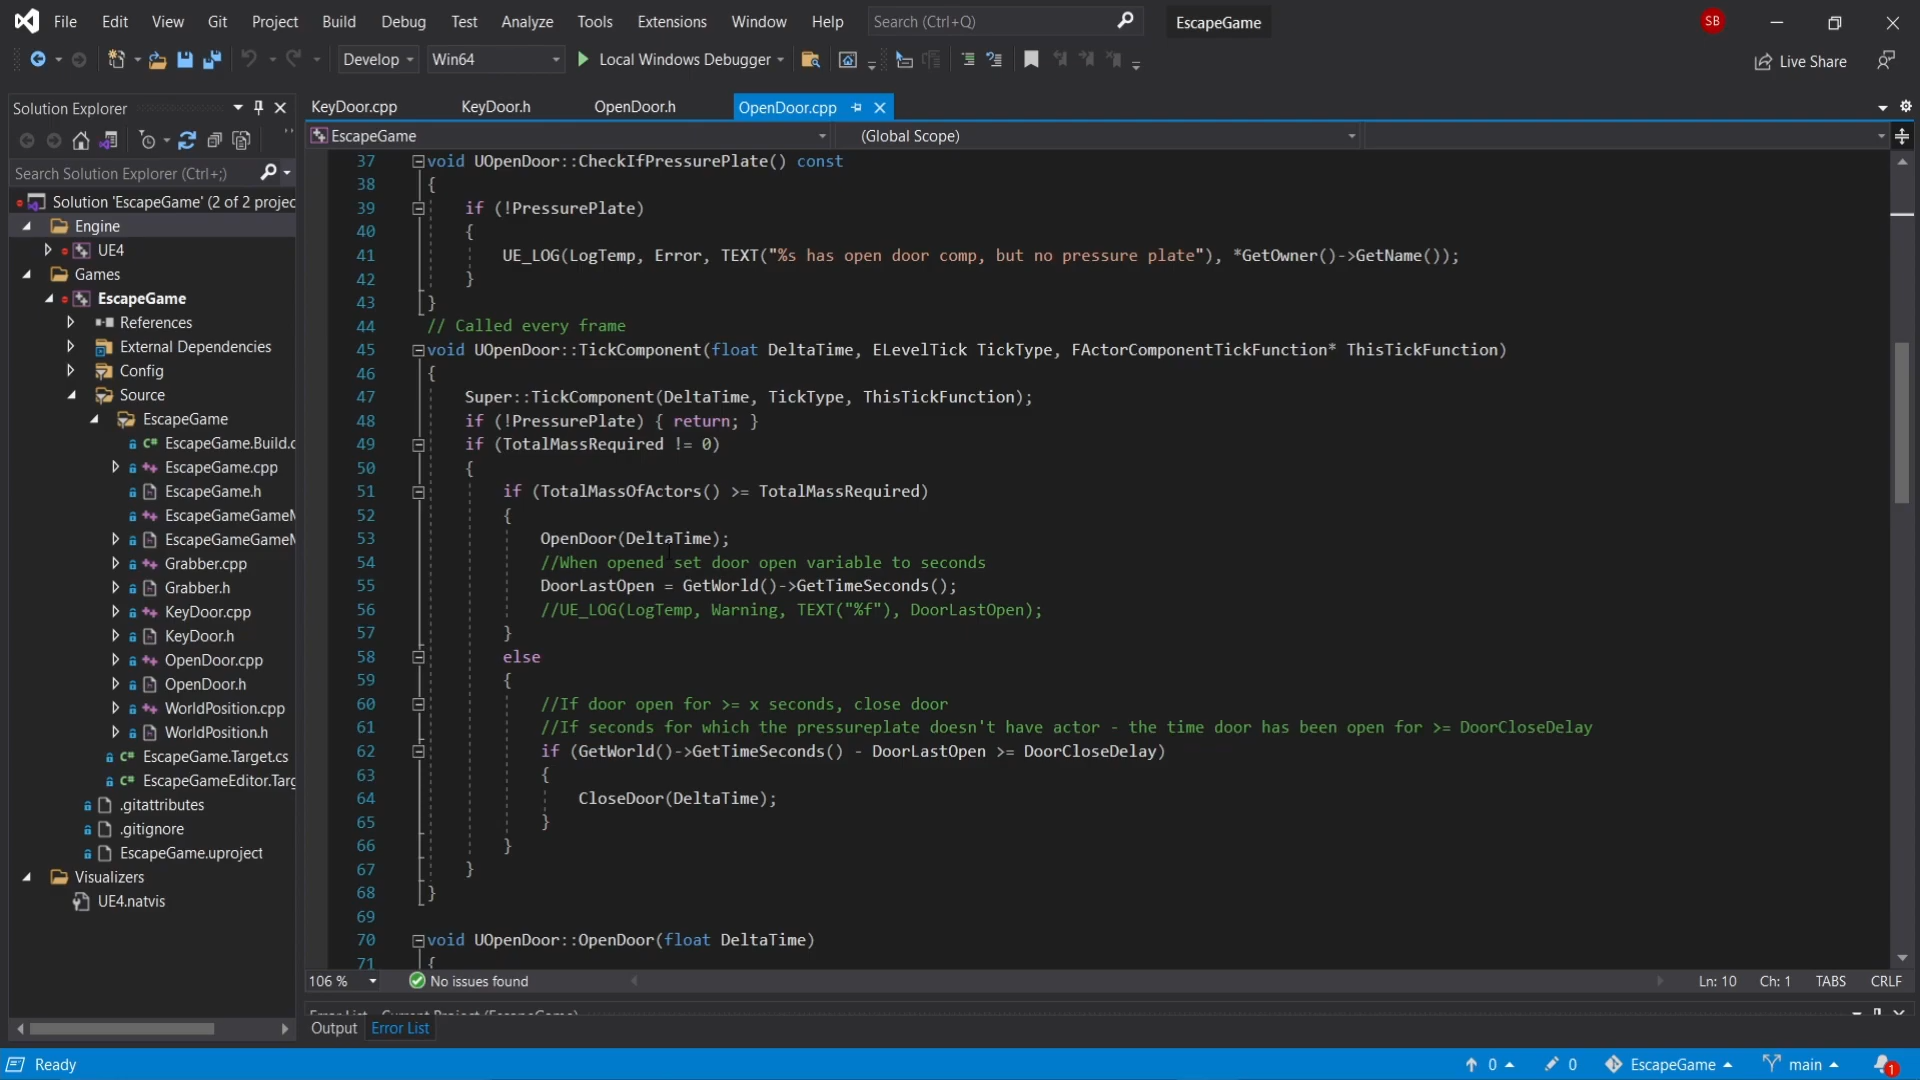 File Edit View Git Project Build Debug Test Analyze Tools Extensions Window Help Search (Ctrl+Q) EscapeGame SB
Develop Win64 Local Windows Debugger Live Share
Solution Explorer
Search Solution Explorer (Ctrl+;)
Solution 'EscapeGame' (2 of 2 projec
Engine
UE4
Games
EscapeGame
References
External Dependencies
Config
Source
EscapeGame
EscapeGame.Build.c
EscapeGame.cpp
EscapeGame.h
EscapeGameGameM
EscapeGameGameM
Grabber.cpp
Grabber.h
KeyDoor.cpp
KeyDoor.h
OpenDoor.cpp
OpenDoor.h
WorldPosition.cpp
WorldPosition.h
EscapeGame.Target.cs
EscapeGameEditor.Targ
.gitattributes
.gitignore
EscapeGame.uproject
Visualizers
UE4.natvis
KeyDoor.cpp KeyDoor.h OpenDoor.h OpenDoor.cpp
EscapeGame (Global Scope)
37 void UOpenDoor::CheckIfPressurePlate() const
38 {
39 if (!PressurePlate)
40 {
41 UE_LOG(LogTemp, Error, TEXT("%s has open door comp, but no pressure plate"), *GetOwner()->GetName());
42 }
43 }
44 // Called every frame
45 void UOpenDoor::TickComponent(float DeltaTime, ELevelTick TickType, FActorComponentTickFunction* ThisTickFunction)
46 {
47 Super::TickComponent(DeltaTime, TickType, ThisTickFunction);
48 if (!PressurePlate) { return; }
49 if (TotalMassRequired != 0)
50 {
51 if (TotalMassOfActors() >= TotalMassRequired)
52 {
53 OpenDoor(DeltaTime);
54 //When opened set door open variable to seconds
55 DoorLastOpen = GetWorld()->GetTimeSeconds();
56 //UE_LOG(LogTemp, Warning, TEXT("%f"), DoorLastOpen);
57 }
58 else
59 {
60 //If door open for >= x seconds, close door
61 //If seconds for which the pressureplate doesn't have actor - the time door has been open for >= DoorCloseDelay
62 if (GetWorld()->GetTimeSeconds() - DoorLastOpen >= DoorCloseDelay)
63 {
64 CloseDoor(DeltaTime);
65 }
66 }
67 }
68 }
69
70 void UOpenDoor::OpenDoor(float DeltaTime)
71 {
106 % No issues found Ln: 10 Ch: 1 TABS CRLF
Error List - Current Project (EscapeGame)
Output Error List
Ready 0 0 EscapeGame main 1